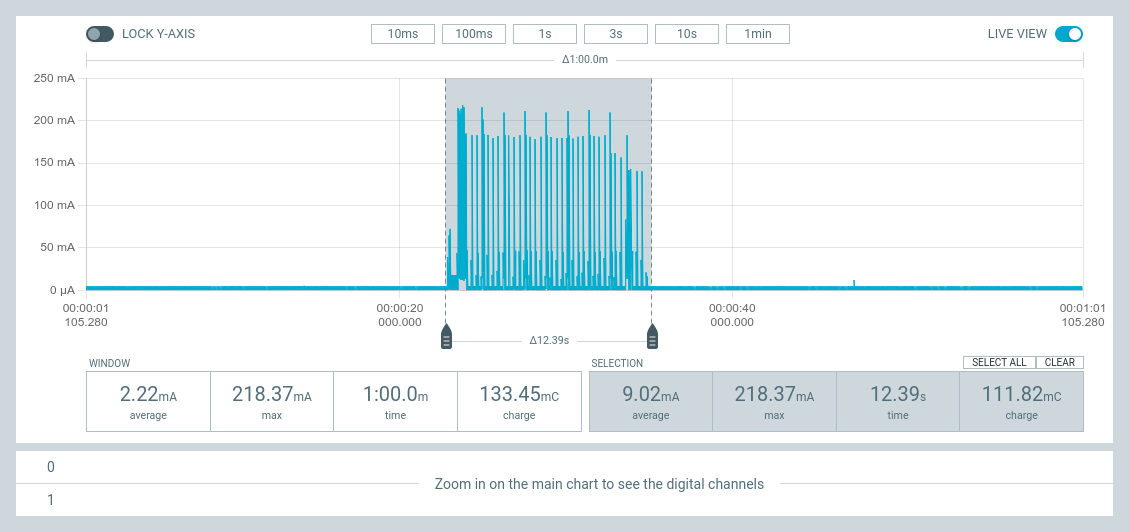 LOCK Y-AXIS 10ms 100ms 1s 3s 10s 1min LIVE VIEW
Δ1:00.0m
250 mA
200 mA
150 mA
100 mA
50 mA
0 µA
00:00:01 00:00:20 00:00:40 00:01:01
105.280 000.000 000.000 105.280
Δ12.39s
WINDOW SELECTION SELECT ALL CLEAR
2.22mA 218.37mA 1:00.0m 133.45mC 9.02mA 218.37mA 12.39s 111.82mC
average max time charge average max time charge
0
Zoom in on the main chart to see the digital channels
1